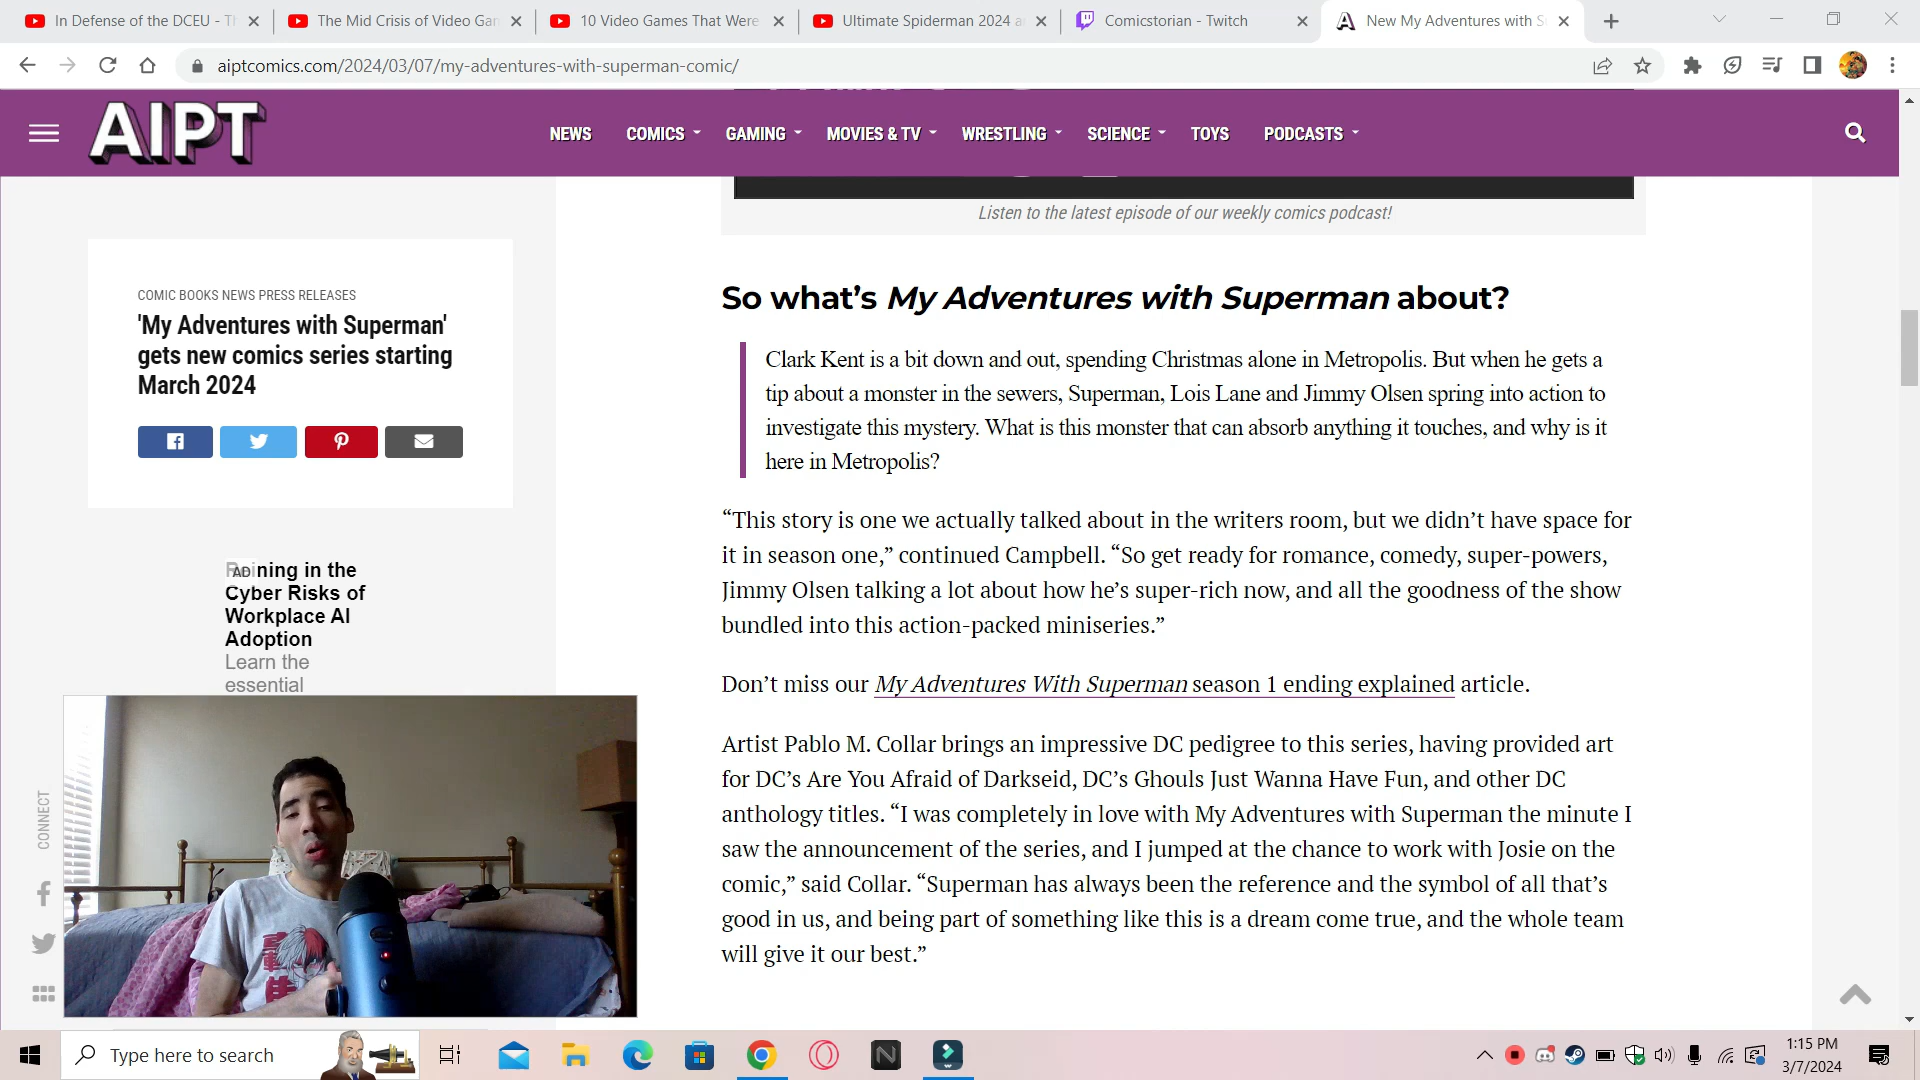 In Defense of the DCEU - Th
The Mid Crisis of Video Gam
10 Video Games That Were
Ultimate Spiderman 2024 a
Comicstorian - Twitch
New My Adventures with S
aiptcomics.com/2024/03/07/my-adventures-with-superman-comic/
AIPT
NEWS
COMICS
GAMING
MOVIES & TV
WRESTLING
SCIENCE
TOYS
PODCASTS
Listen to the latest episode of our weekly comics podcast!
COMIC BOOKS NEWS PRESS RELEASES
'My Adventures with Superman'
gets new comics series starting
March 2024
AD
Reining in the
Cyber Risks of
Workplace AI
Adoption
Learn the
essential
CONNECT
So what's My Adventures with Superman about?
Clark Kent is a bit down and out, spending Christmas alone in Metropolis. But when he gets a
tip about a monster in the sewers, Superman, Lois Lane and Jimmy Olsen spring into action to
investigate this mystery. What is this monster that can absorb anything it touches, and why is it
here in Metropolis?
“This story is one we actually talked about in the writers room, but we didn’t have space for
it in season one,” continued Campbell. “So get ready for romance, comedy, super-powers,
Jimmy Olsen talking a lot about how he’s super-rich now, and all the goodness of the show
bundled into this action-packed miniseries.”
Don’t miss our My Adventures With Superman season 1 ending explained article.
Artist Pablo M. Collar brings an impressive DC pedigree to this series, having provided art
for DC’s Are You Afraid of Darkseid, DC’s Ghouls Just Wanna Have Fun, and other DC
anthology titles. “I was completely in love with My Adventures with Superman the minute I
saw the announcement of the series, and I jumped at the chance to work with Josie on the
comic,” said Collar. “Superman has always been the reference and the symbol of all that’s
good in us, and being part of something like this is a dream come true, and the whole team
will give it our best.”
Type here to search
1:15 PM
3/7/2024